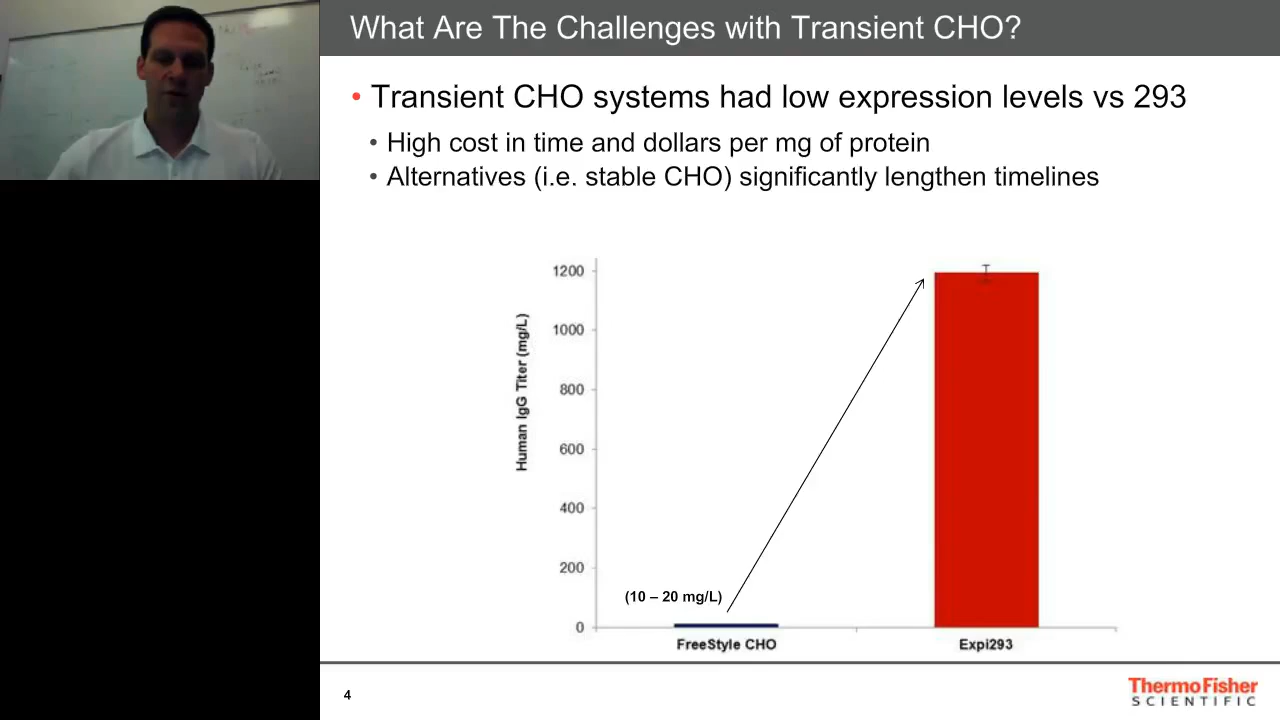 What Are The Challenges with Transient CHO?
• Transient CHO systems had low expression levels vs 293
• High cost in time and dollars per mg of protein
• Alternatives (i.e. stable CHO) significantly lengthen timelines
Human IgG Titer (mg/L)
1200
1000
800
600
400
200
0
(10 – 20 mg/L)
FreeStyle CHO
Expi293
4
ThermoFisher
SCIENTIFIC